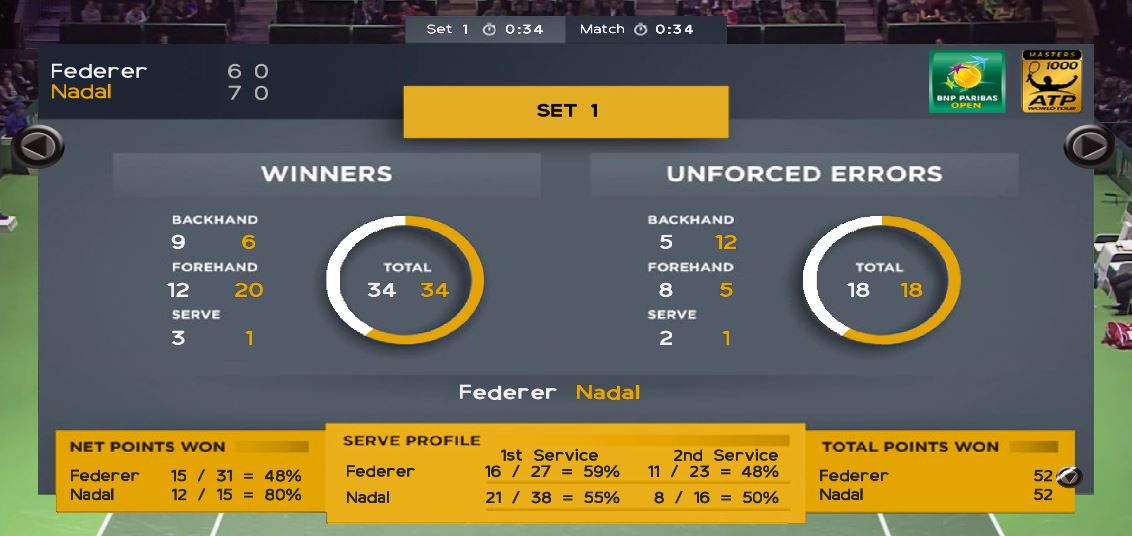 Set 1 0:34 Match 0:34
Federer 6 0
Nadal 7 0
BNP PARIBAS
OPEN
MASTERS
1000
ATP
WORLD TOUR
SET 1
WINNERS
BACKHAND
9 6
FOREHAND
12 20
SERVE
3 1
TOTAL
34 34
UNFORCED ERRORS
BACKHAND
5 12
FOREHAND
8 5
SERVE
2 1
TOTAL
18 18
Federer Nadal
NET POINTS WON
Federer 15 / 31 = 48%
Nadal 12 / 15 = 80%
SERVE PROFILE
1st Service 2nd Service
Federer 16 / 27 = 59% 11 / 23 = 48%
Nadal 21 / 38 = 55% 8 / 16 = 50%
TOTAL POINTS WON
Federer 52
Nadal 52